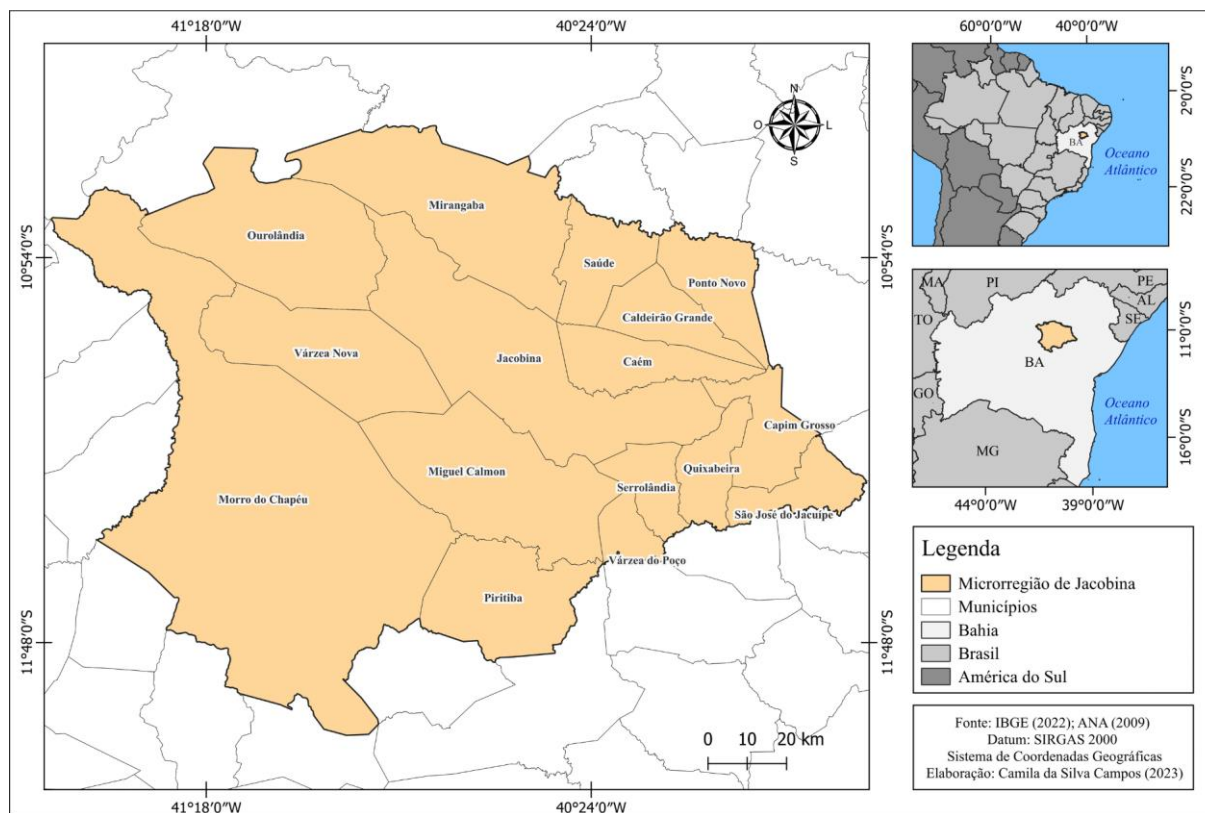 41°18'0"W
40°24'0"W
10°54'0"S
11°48'0"S
N
O
L
S
Mirangaba
Ourolândia
Saúde
Ponto Novo
Caldeirão Grande
Várzea Nova
Jacobina
Caém
Capim Grosso
Miguel Calmon
Quixabeira
Serrolândia
Morro do Chapéu
São José do Jacuípe
Várzea do Poço
Piritiba
0 10 20 km
10°54'0"S
11°48'0"S
41°18'0"W
40°24'0"W
60°0'0"W
40°0'0"W
2°0'0"S
22°0'0"S
BA
Oceano
Atlântico
MA
PI
PE
AL
SE
TO
BA
GO
MG
Oceano
Atlântico
11°0'0"S
16°0'0"S
44°0'0"W
39°0'0"W
Legenda
Microrregião de Jacobina
Municípios
Bahia
Brasil
América do Sul
Fonte: IBGE (2022); ANA (2009)
Datum: SIRGAS 2000
Sistema de Coordenadas Geográficas
Elaboração: Camila da Silva Campos (2023)